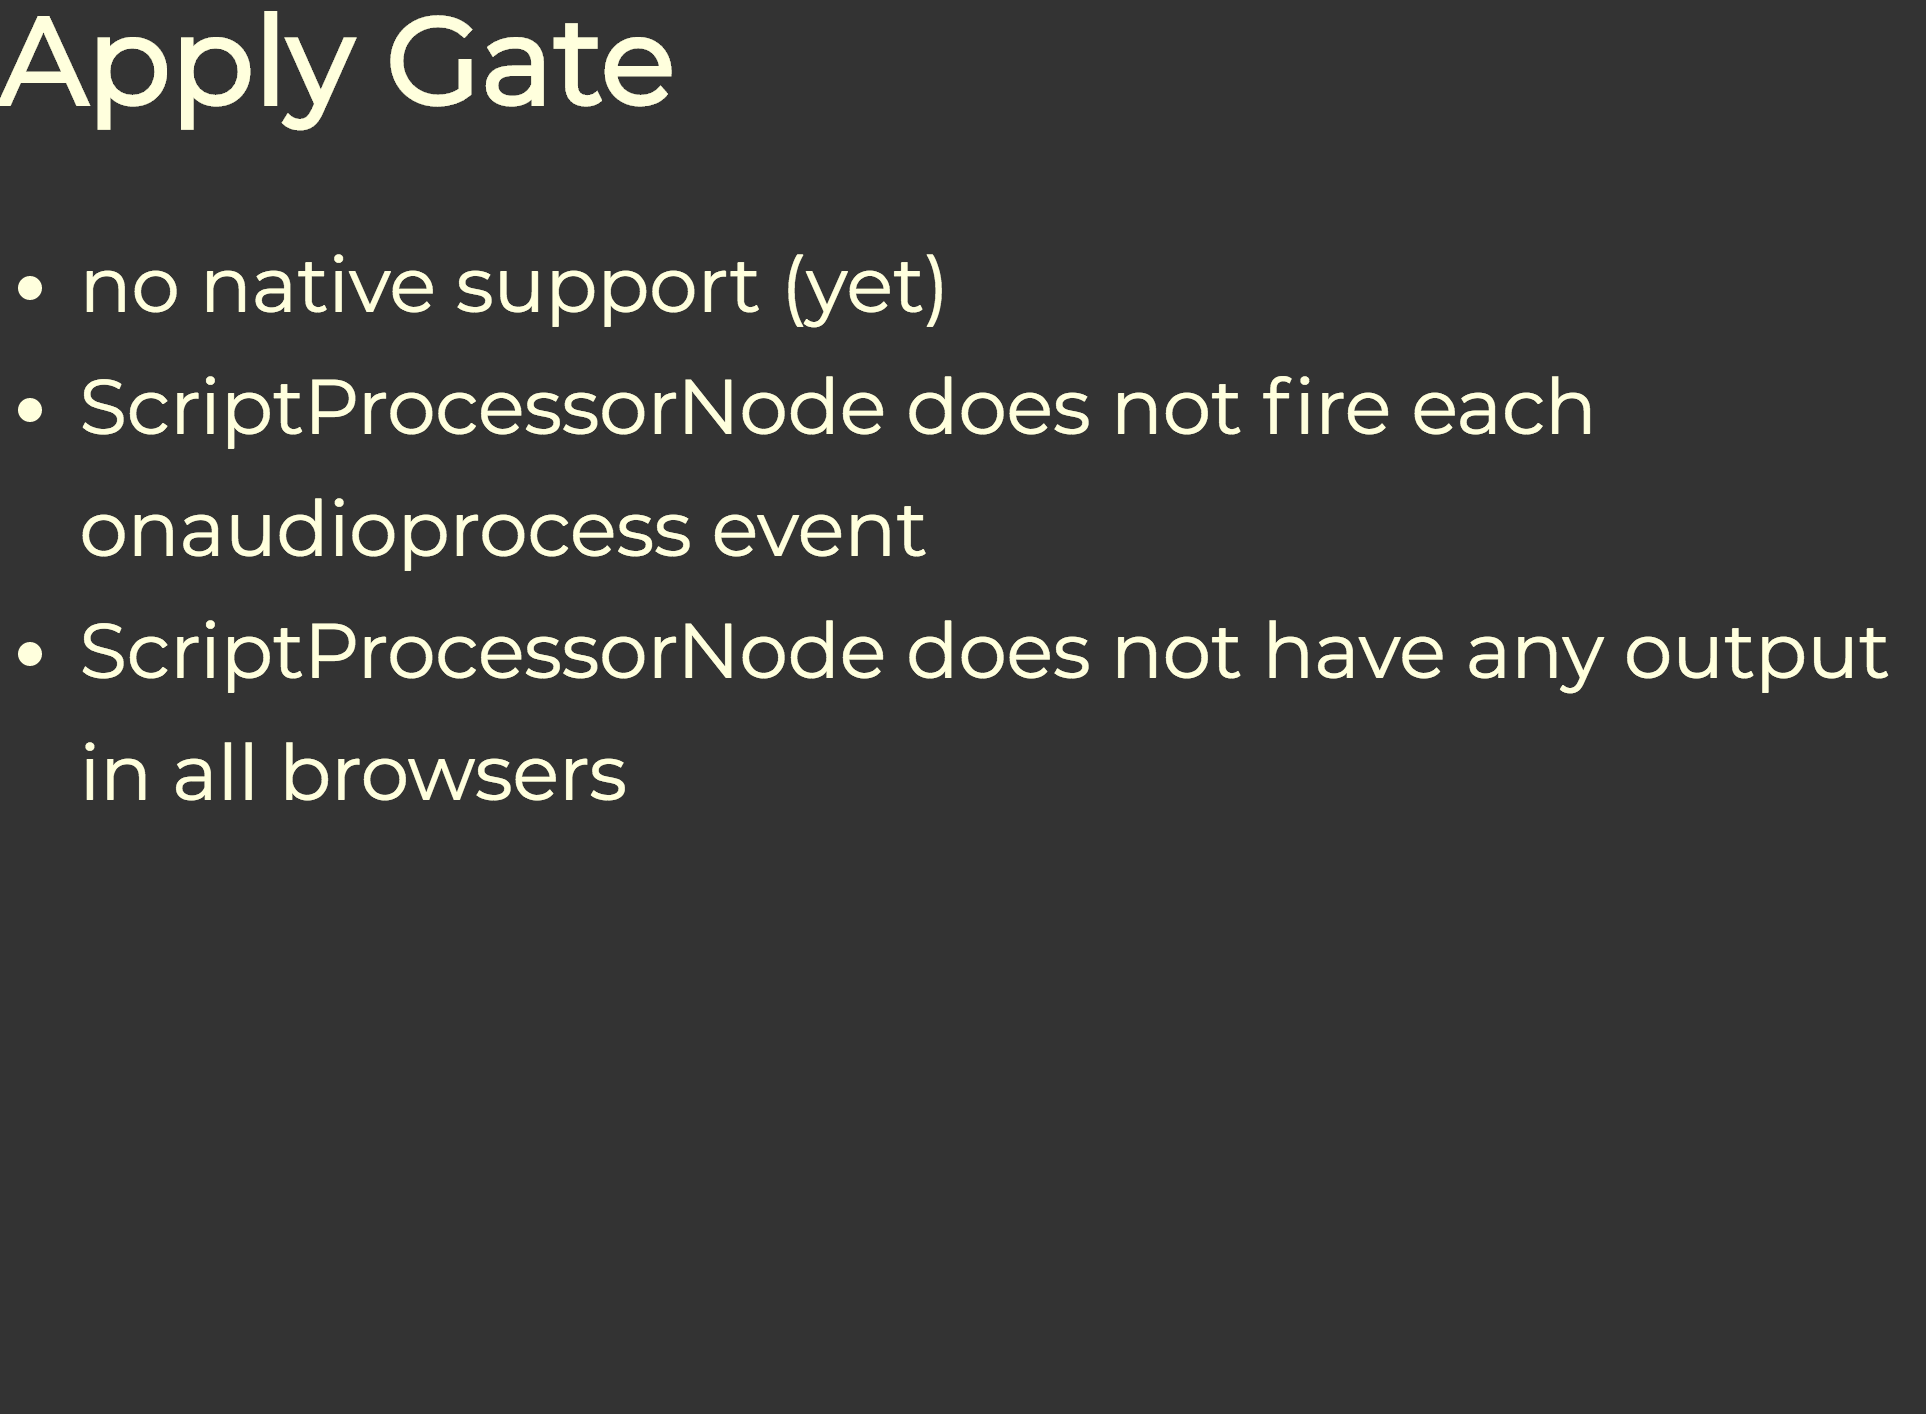 Apply Gate
• no native support (yet)
• ScriptProcessorNode does not fire each
onaudioprocess event
• ScriptProcessorNode does not have any output
in all browsers